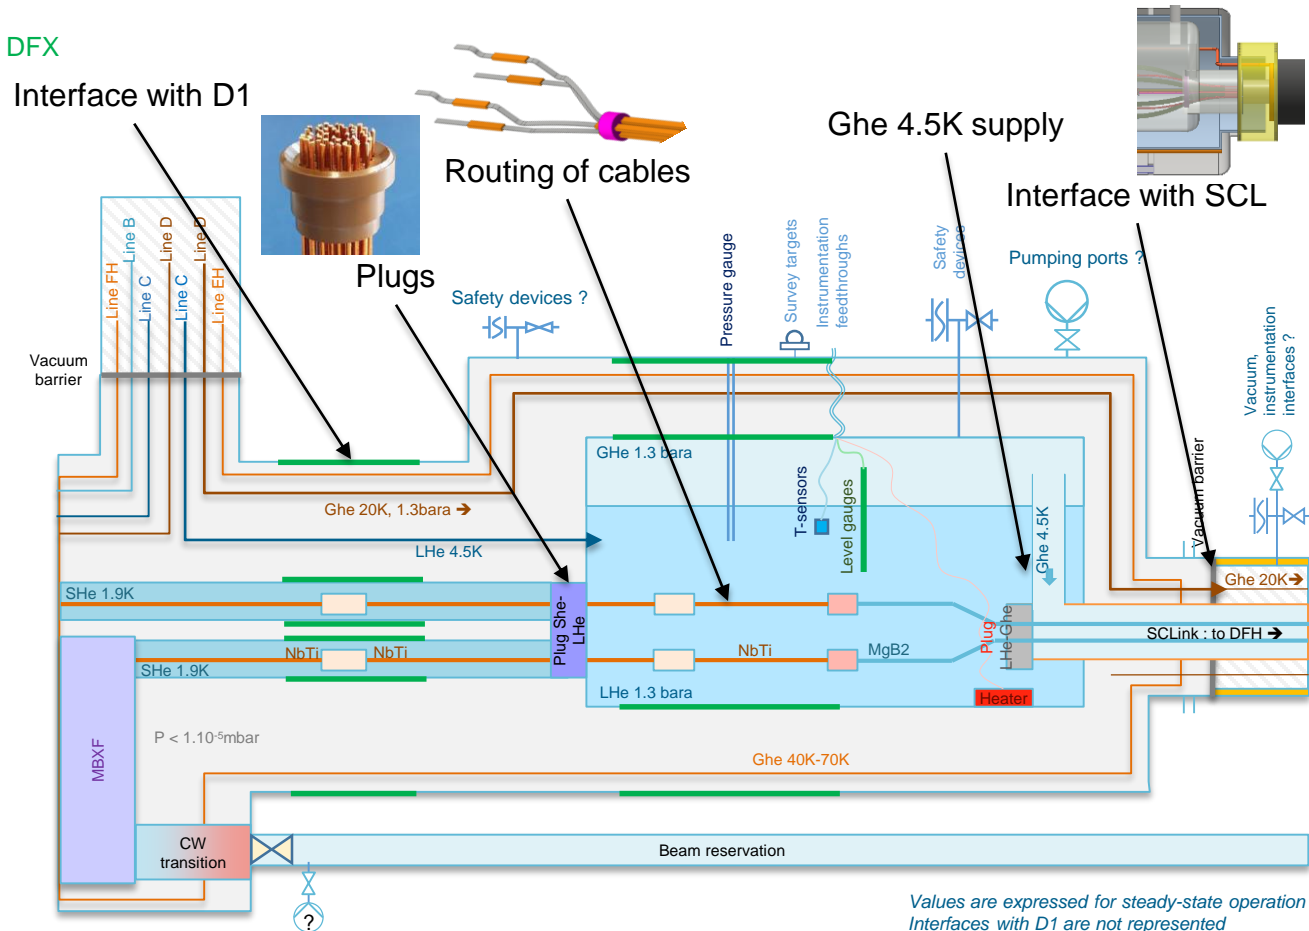 DFX
Interface with D1
Routing of cables
Ghe 4.5K supply
Interface with SCL
Plugs
Line FH
Line B
Line C
Line D
Line C
Line D
Line EH
Vacuum
barrier
Safety devices ?
Pressure gauge
Survey targets
Instrumentation
feedthroughs
Safety
devices
Pumping ports ?
Vacuum,
instrumentation
interfaces ?
GHe 1.3 bara
Ghe 20K, 1.3bara ➔
LHe 4.5K
T-sensors
Level gauges
Ghe 4.5K
Vacuum barrier
Ghe 20K➔
SHe 1.9K
Plug She-
LHe
NbTi
NbTi
NbTi
MgB2
Plug
LHe-Ghe
SCLink : to DFH ➔
SHe 1.9K
LHe 1.3 bara
Heater
P < 1.10-5mbar
MBXF
Ghe 40K-70K
CW
transition
Beam reservation
?
Values are expressed for steady-state operation
Interfaces with D1 are not represented